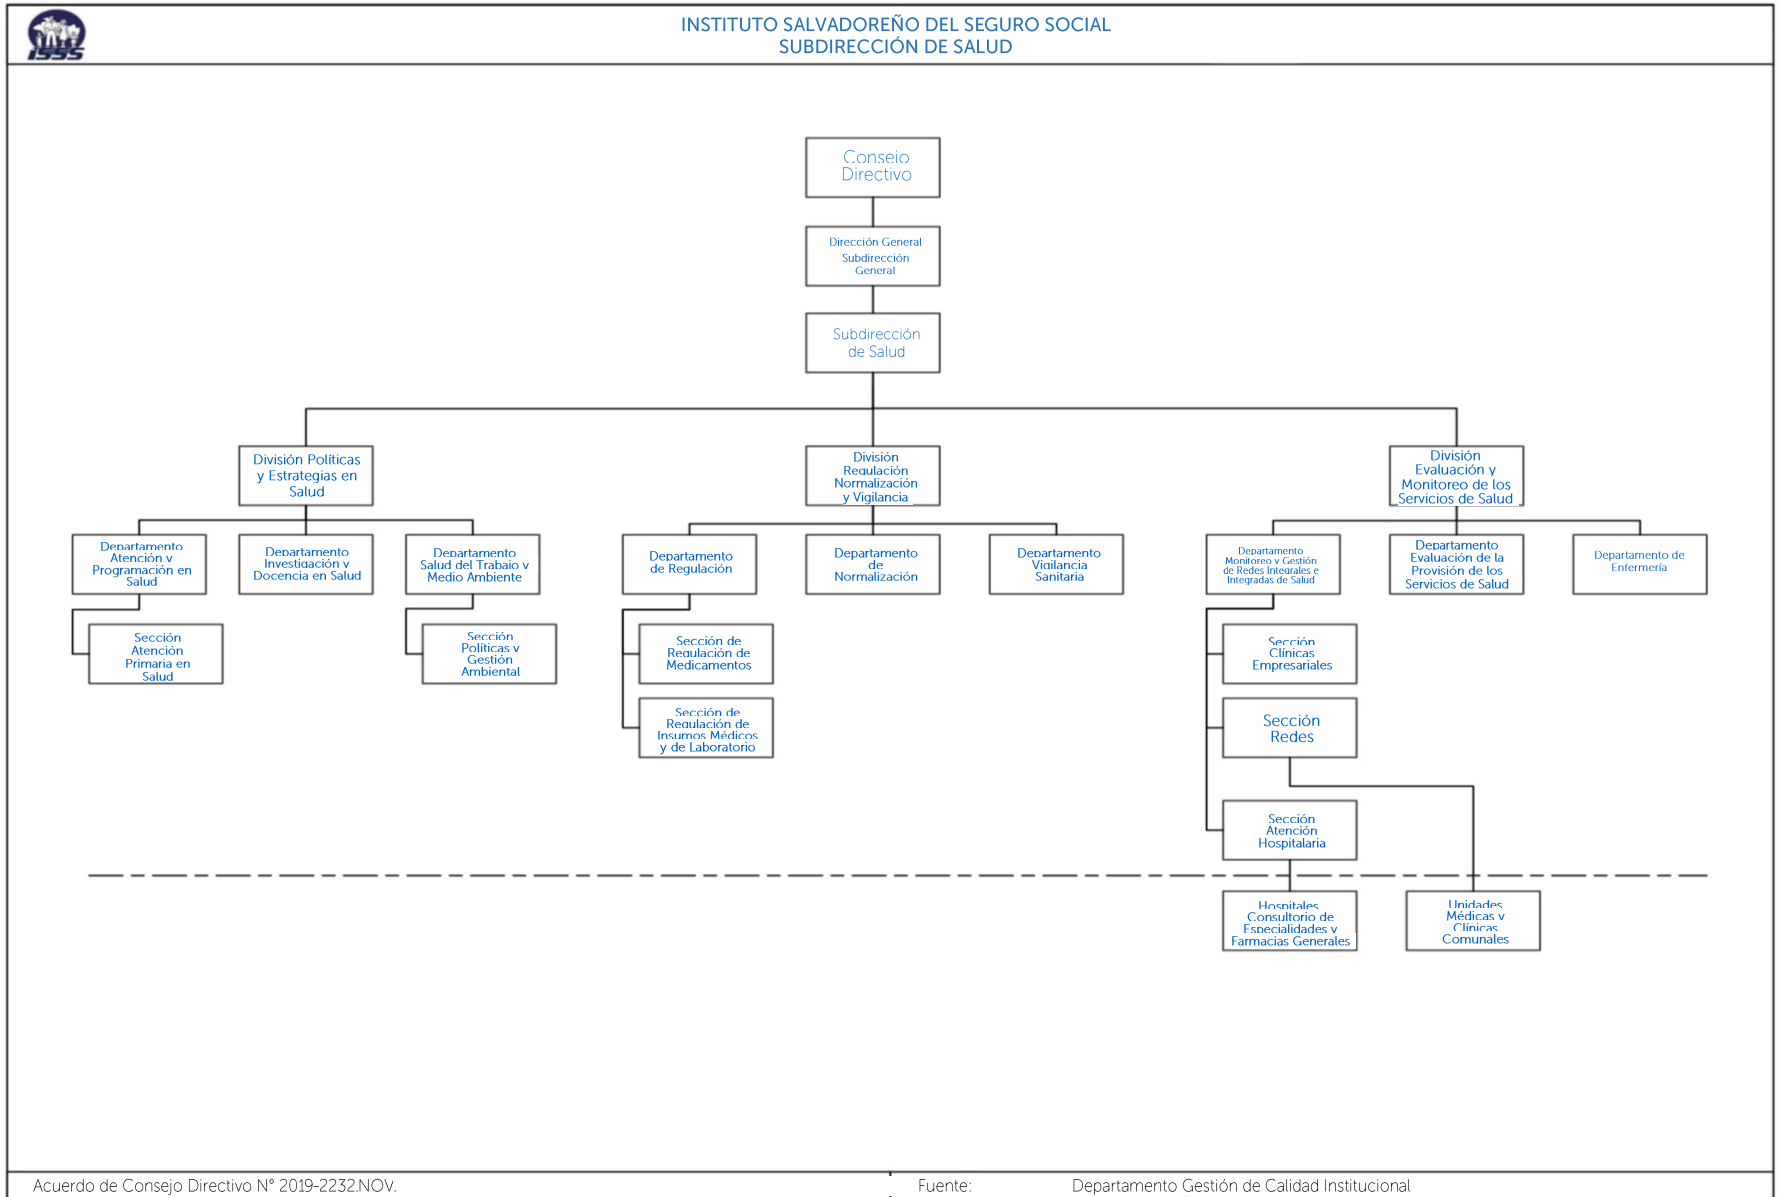 ISSS
INSTITUTO SALVADOREÑO DEL SEGURO SOCIAL
SUBDIRECCIÓN DE SALUD
Consejo
Directivo
Dirección General
Subdirección
General
Subdirección
de Salud
División Políticas
y Estrategias en
Salud
División
Regulación
Normalización
y Vigilancia
División
Evaluación y
Monitoreo de los
Servicios de Salud
Departamento
Atención y
Programación en
Salud
Departamento
Investigación y
Docencia en Salud
Departamento
Salud del Trabajo y
Medio Ambiente
Departamento
de Regulación
Departamento
de
Normalización
Departamento
Vigilancia
Sanitaria
Departamento
Monitoreo y Gestión
de Redes Integrales e
Integradas de Salud
Departamento
Evaluación de la
Provisión de los
Servicios de Salud
Departamento de
Enfermería
Sección
Atención
Primaria en
Salud
Sección
Políticas y
Gestión
Ambiental
Sección de
Regulación de
Medicamentos
Sección
Clínicas
Empresariales
Sección de
Regulación de
Insumos Médicos
y de Laboratorio
Sección
Redes
Sección
Atención
Hospitalaria
Hospitales
Consultorio de
Especialidades y
Farmacias Generales
Unidades
Médicas y
Clínicas
Comunales
Acuerdo de Consejo Directivo N° 2019-2232.NOV.
Fuente: Departamento Gestión de Calidad Institucional